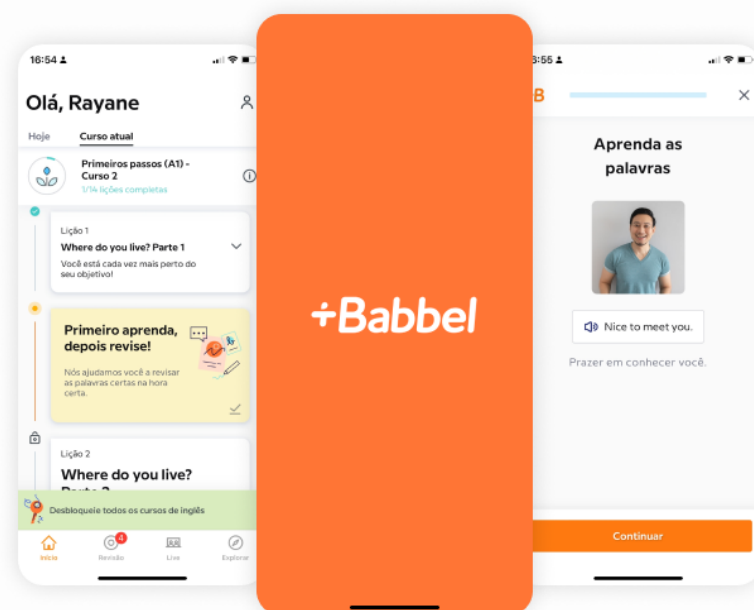 16:54
Olá, Rayane
Hoje Curso atual
Primeiros passos (A1) -
Curso 2
1/14 lições completas
Lição 1
Where do you live? Parte 1
Você está cada vez mais perto do
seu objetivo!
Primeiro aprenda,
depois revise!
Nós ajudamos você a revisar
as palavras certas na hora
certa.
Lição 2
Where do you live?
Desbloqueie todos os cursos de inglês
4
Início Revisão Live Explorar
+Babbel
:55
B
Aprenda as
palavras
Nice to meet you.
Prazer em conhecer você.
Continuar